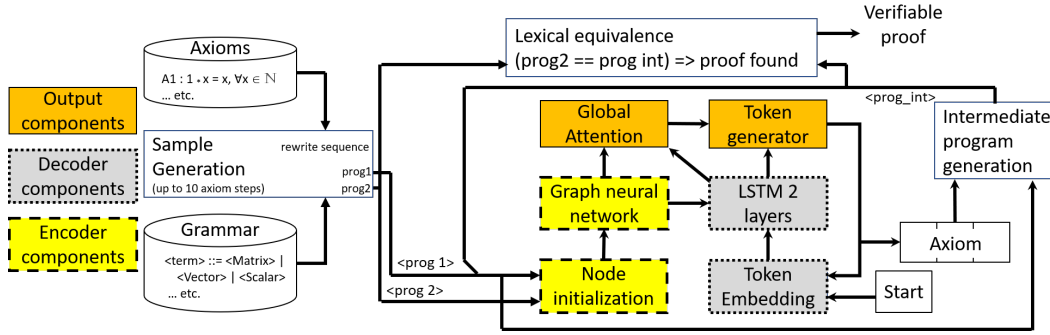 Output
components
Decoder
components
Encoder
components
Axioms
A1 : 1 * x = x, ∀x ∈ ℕ
... etc.
Sample
Generation
(up to 10 axiom steps)
rewrite sequence
prog1
prog2
Grammar
<term> ::= <Matrix> |
<Vector> | <Scalar>
... etc.
<prog 1>
<prog 2>
Lexical equivalence
(prog2 == prog int) => proof found
Verifiable
proof
<prog_int>
Global
Attention
Token
generator
Graph neural
network
LSTM 2
layers
Node
initialization
Token
Embedding
Start
Axiom
Intermediate
program
generation